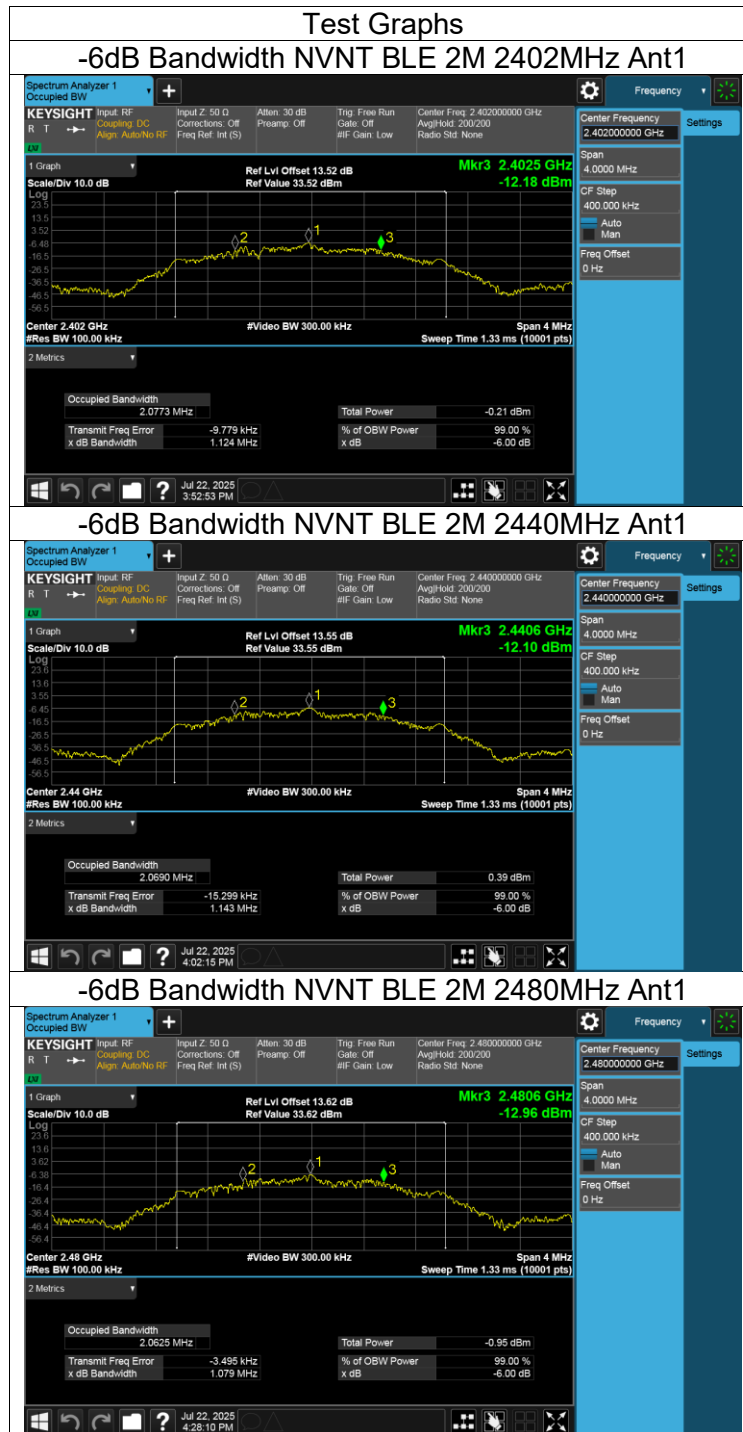 Test Graphs
-6dB Bandwidth NVNT BLE 2M 2402MHz Ant1
Spectrum Analyzer 1
Occupied BW
+
Frequency
KEYSIGHT Input: RF Input Z: 50 Ω Atten: 30 dB Trig: Free Run Center Freq: 2.402000000 GHz
R T Coupling: DC Corrections: Off Preamp: Off Gate: Off Avg|Hold: 200/200
Align: Auto/No RF Freq Ref: Int (S) #IF Gain: Low Radio Std: None
LXI
Center Frequency
2.402000000 GHz
Settings
Span
4.0000 MHz
CF Step
400.000 kHz
Auto
Man
Freq Offset
0 Hz
1 Graph
Ref Lvl Offset 13.52 dB
Mkr3 2.4025 GHz
Scale/Div 10.0 dB
Ref Value 33.52 dBm
-12.18 dBm
Log
23.5
13.5
3.52
-6.48
-16.5
-26.5
-36.5
-46.5
-56.5
2
1
3
Center 2.402 GHz #Video BW 300.00 kHz Span 4 MHz
#Res BW 100.00 kHz Sweep Time 1.33 ms (10001 pts)
2 Metrics
Occupied Bandwidth
2.0773 MHz Total Power -0.21 dBm
Transmit Freq Error -9.779 kHz % of OBW Power 99.00 %
x dB Bandwidth 1.124 MHz x dB -6.00 dB
? Jul 22, 2025
3:52:53 PM
-6dB Bandwidth NVNT BLE 2M 2440MHz Ant1
Spectrum Analyzer 1
Occupied BW
+
Frequency
KEYSIGHT Input: RF Input Z: 50 Ω Atten: 30 dB Trig: Free Run Center Freq: 2.440000000 GHz
R T Coupling: DC Corrections: Off Preamp: Off Gate: Off Avg|Hold: 200/200
Align: Auto/No RF Freq Ref: Int (S) #IF Gain: Low Radio Std: None
LXI
Center Frequency
2.440000000 GHz
Settings
Span
4.0000 MHz
CF Step
400.000 kHz
Auto
Man
Freq Offset
0 Hz
1 Graph
Ref Lvl Offset 13.55 dB
Mkr3 2.4406 GHz
Scale/Div 10.0 dB
Ref Value 33.55 dBm
-12.10 dBm
Log
23.6
13.6
3.55
-6.45
-16.5
-26.5
-36.5
-46.5
-56.5
2
1
3
Center 2.44 GHz #Video BW 300.00 kHz Span 4 MHz
#Res BW 100.00 kHz Sweep Time 1.33 ms (10001 pts)
2 Metrics
Occupied Bandwidth
2.0690 MHz Total Power 0.39 dBm
Transmit Freq Error -15.299 kHz % of OBW Power 99.00 %
x dB Bandwidth 1.143 MHz x dB -6.00 dB
? Jul 22, 2025
4:02:15 PM
-6dB Bandwidth NVNT BLE 2M 2480MHz Ant1
Spectrum Analyzer 1
Occupied BW
+
Frequency
KEYSIGHT Input: RF Input Z: 50 Ω Atten: 30 dB Trig: Free Run Center Freq: 2.480000000 GHz
R T Coupling: DC Corrections: Off Preamp: Off Gate: Off Avg|Hold: 200/200
Align: Auto/No RF Freq Ref: Int (S) #IF Gain: Low Radio Std: None
LXI
Center Frequency
2.480000000 GHz
Settings
Span
4.0000 MHz
CF Step
400.000 kHz
Auto
Man
Freq Offset
0 Hz
1 Graph
Ref Lvl Offset 13.62 dB
Mkr3 2.4806 GHz
Scale/Div 10.0 dB
Ref Value 33.62 dBm
-12.96 dBm
Log
23.6
13.6
3.62
-6.38
-16.4
-26.4
-36.4
-46.4
-56.4
2
1
3
Center 2.48 GHz #Video BW 300.00 kHz Span 4 MHz
#Res BW 100.00 kHz Sweep Time 1.33 ms (10001 pts)
2 Metrics
Occupied Bandwidth
2.0625 MHz Total Power -0.95 dBm
Transmit Freq Error -3.495 kHz % of OBW Power 99.00 %
x dB Bandwidth 1.079 MHz x dB -6.00 dB
? Jul 22, 2025
4:28:10 PM